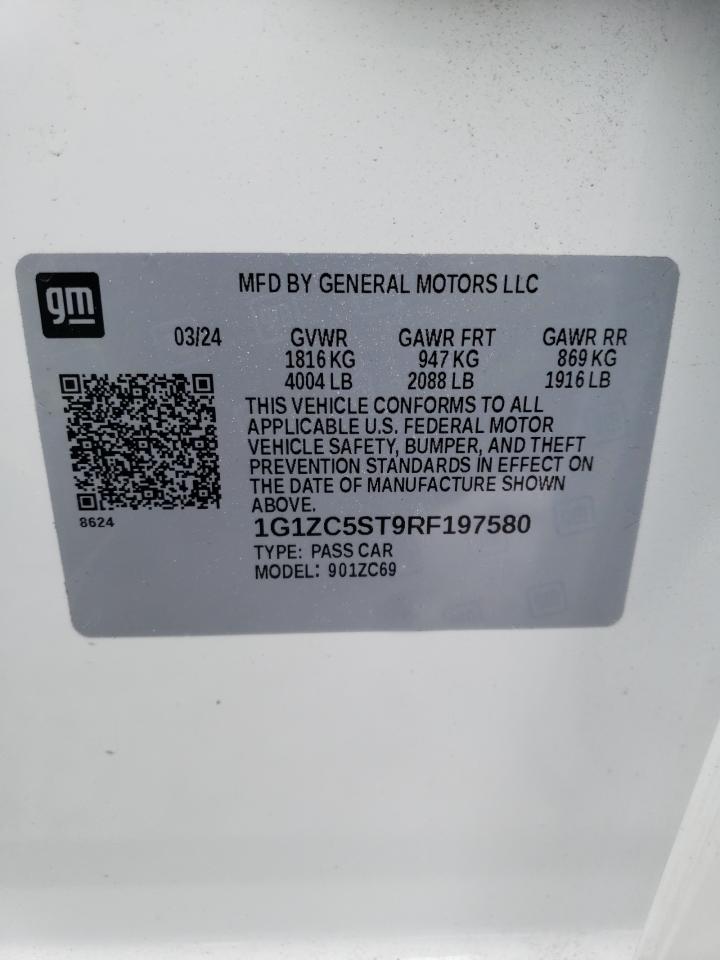 gm
MFD BY GENERAL MOTORS LLC
03/24 GVWR GAWR FRT GAWR RR
1816 KG 947 KG 869 KG
4004 LB 2088 LB 1916 LB
THIS VEHICLE CONFORMS TO ALL
APPLICABLE U.S. FEDERAL MOTOR
VEHICLE SAFETY, BUMPER, AND THEFT
PREVENTION STANDARDS IN EFFECT ON
THE DATE OF MANUFACTURE SHOWN
ABOVE.
8624
1G1ZC5ST9RF197580
TYPE: PASS CAR
MODEL: 901ZC69